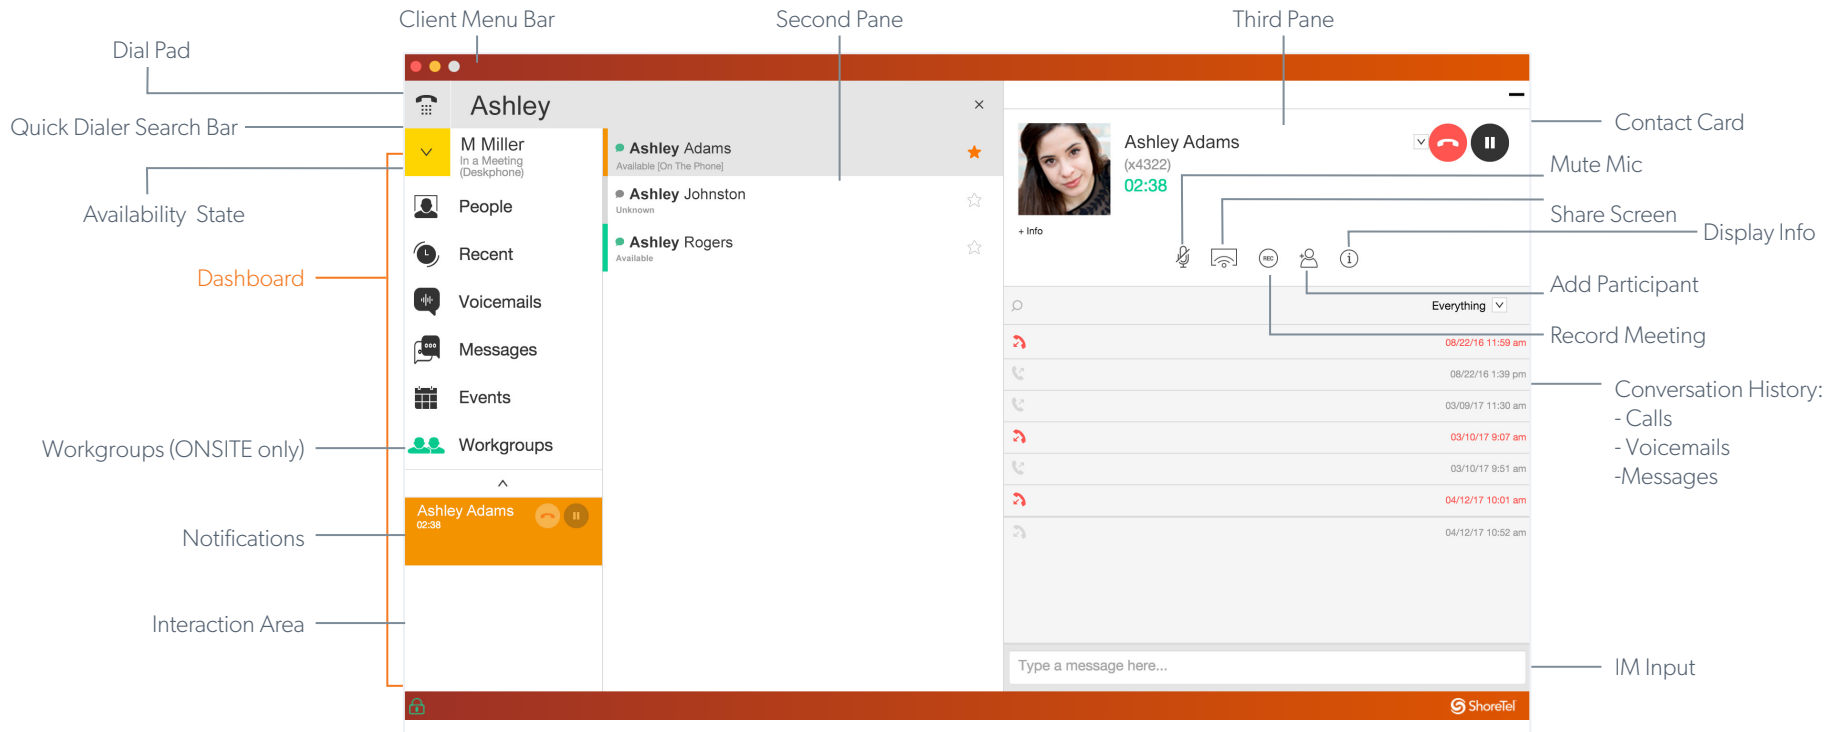 Client Menu Bar
Second Pane
Third Pane
Dial Pad
Quick Dialer Search Bar
Availability State
Dashboard
Workgroups (ONSITE only)
Notifications
Interaction Area
Ashley
M Miller
In a Meeting
(Deskphone)
People
Recent
Voicemails
Messages
Events
Workgroups
Ashley Adams
02:38
Ashley Adams
Available [On The Phone]
Ashley Johnston
Unknown
Ashley Rogers
Available
Ashley Adams
(x4322)
02:38
+ Info
REC
Everything
08/22/16 11:59 am
08/22/16 1:39 pm
03/09/17 11:30 am
03/10/17 9:07 am
03/10/17 9:51 am
04/12/17 10:01 am
04/12/17 10:52 am
Type a message here...
ShoreTel
Contact Card
Mute Mic
Share Screen
Display Info
Add Participant
Record Meeting
Conversation History:
- Calls
- Voicemails
-Messages
IM Input